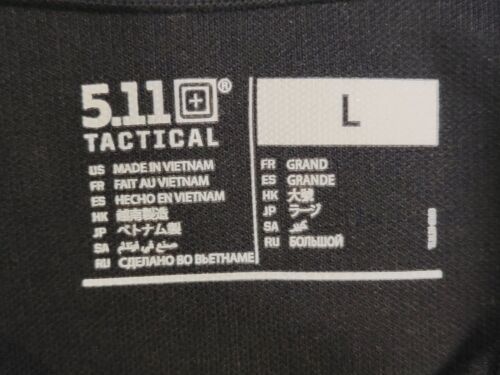 5.11®
TACTICAL
US MADE IN VIETNAM
FR FAIT AU VIETNAM
ES HECHO EN VIETNAM
HK 越南製造
JP ベトナム製
SA صنع في فيتنام
RU СДЕЛАНО ВО ВЬЕТНАМЕ
L
FR GRAND
ES GRANDE
HK 大號
JP ラージ
SA كبير
RU БОЛЬШОЙ